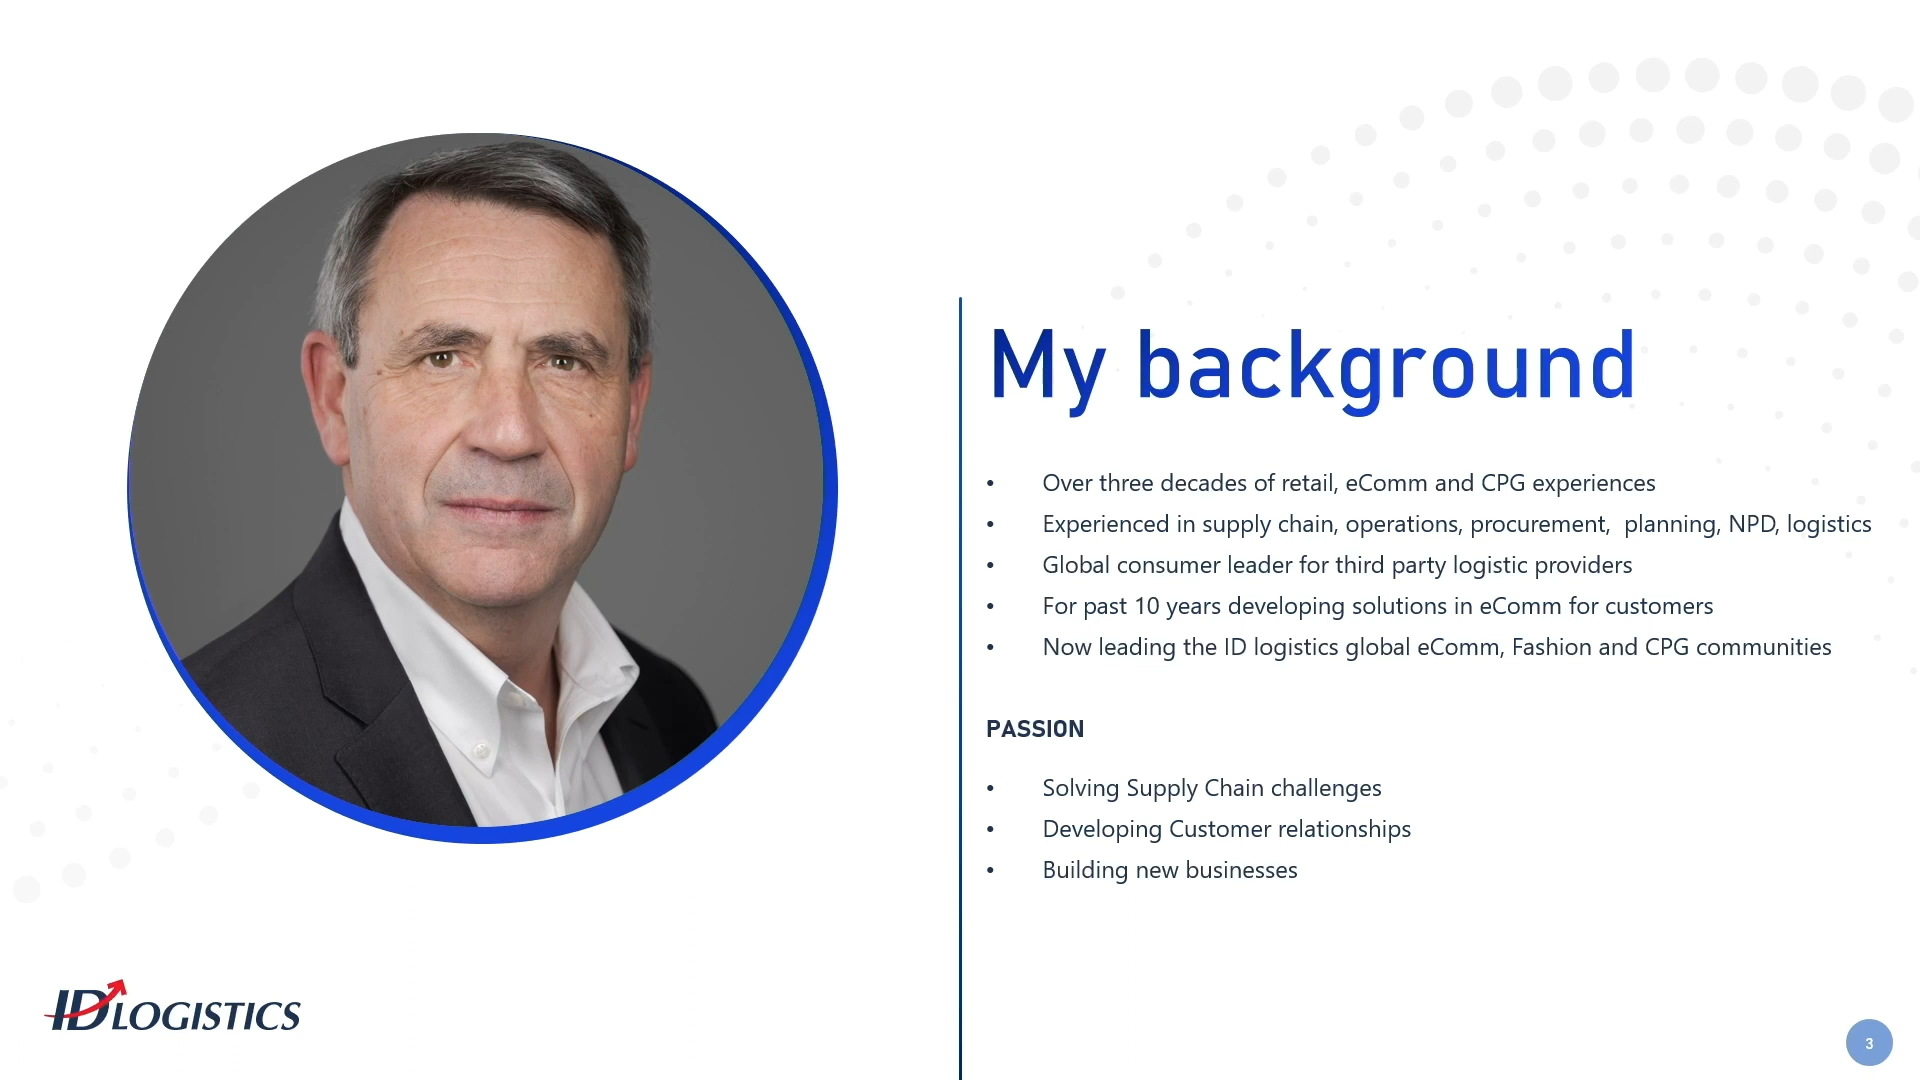 My background
• Over three decades of retail, eComm and CPG experiences
• Experienced in supply chain, operations, procurement,  planning, NPD, logistics
• Global consumer leader for third party logistic providers
• For past 10 years developing solutions in eComm for customers
• Now leading the ID logistics global eComm, Fashion and CPG communities
PASSION
• Solving Supply Chain challenges
• Developing Customer relationships
• Building new businesses
ID LOGISTICS
3